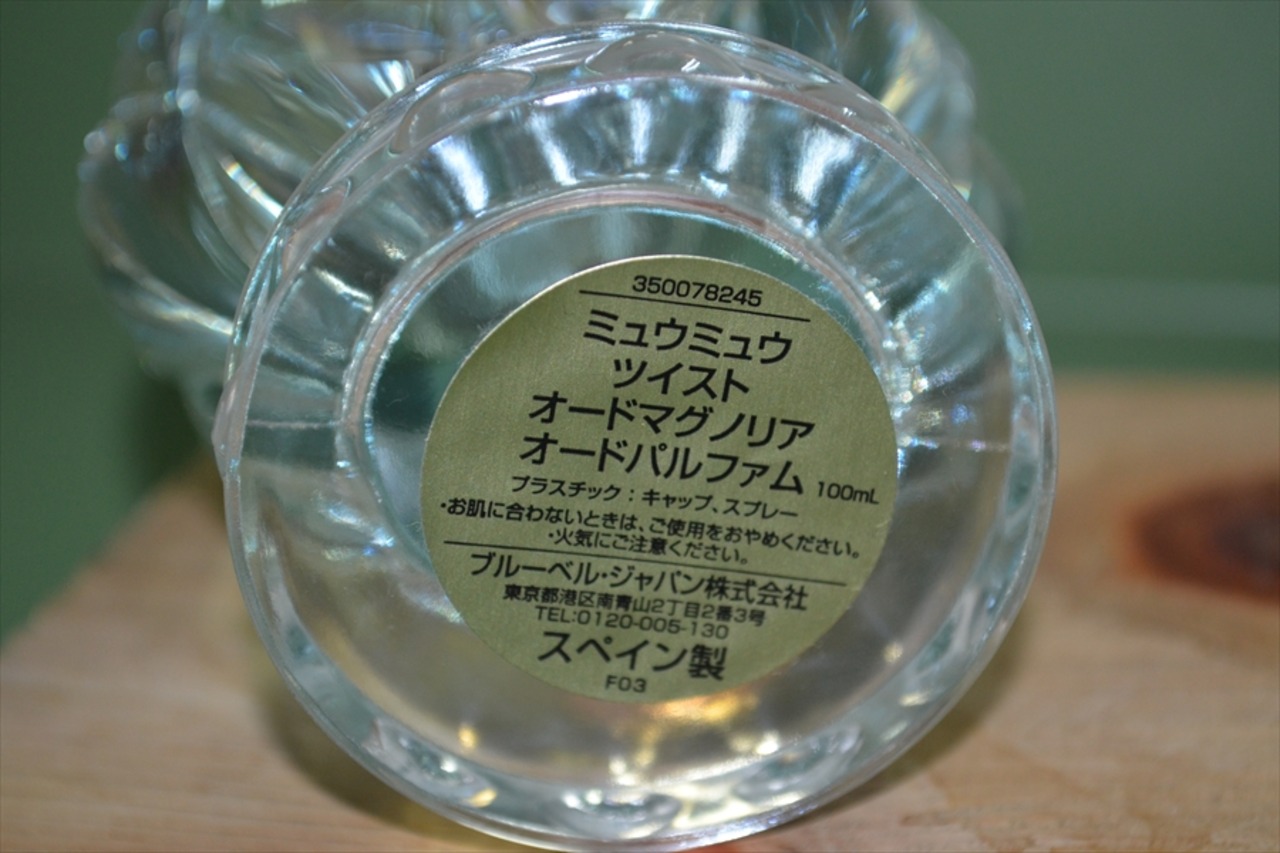 350078245
ミュウミュウ
ツイスト
オードマグノリア
オードパルファム 100mL
プラスチック：キャップ、スプレー
・お肌に合わないときは、ご使用をおやめください。
・火気にご注意ください。
ブルーベル・ジャパン株式会社
東京都港区南青山2丁目2番3号
TEL:0120-005-130
スペイン製
F03